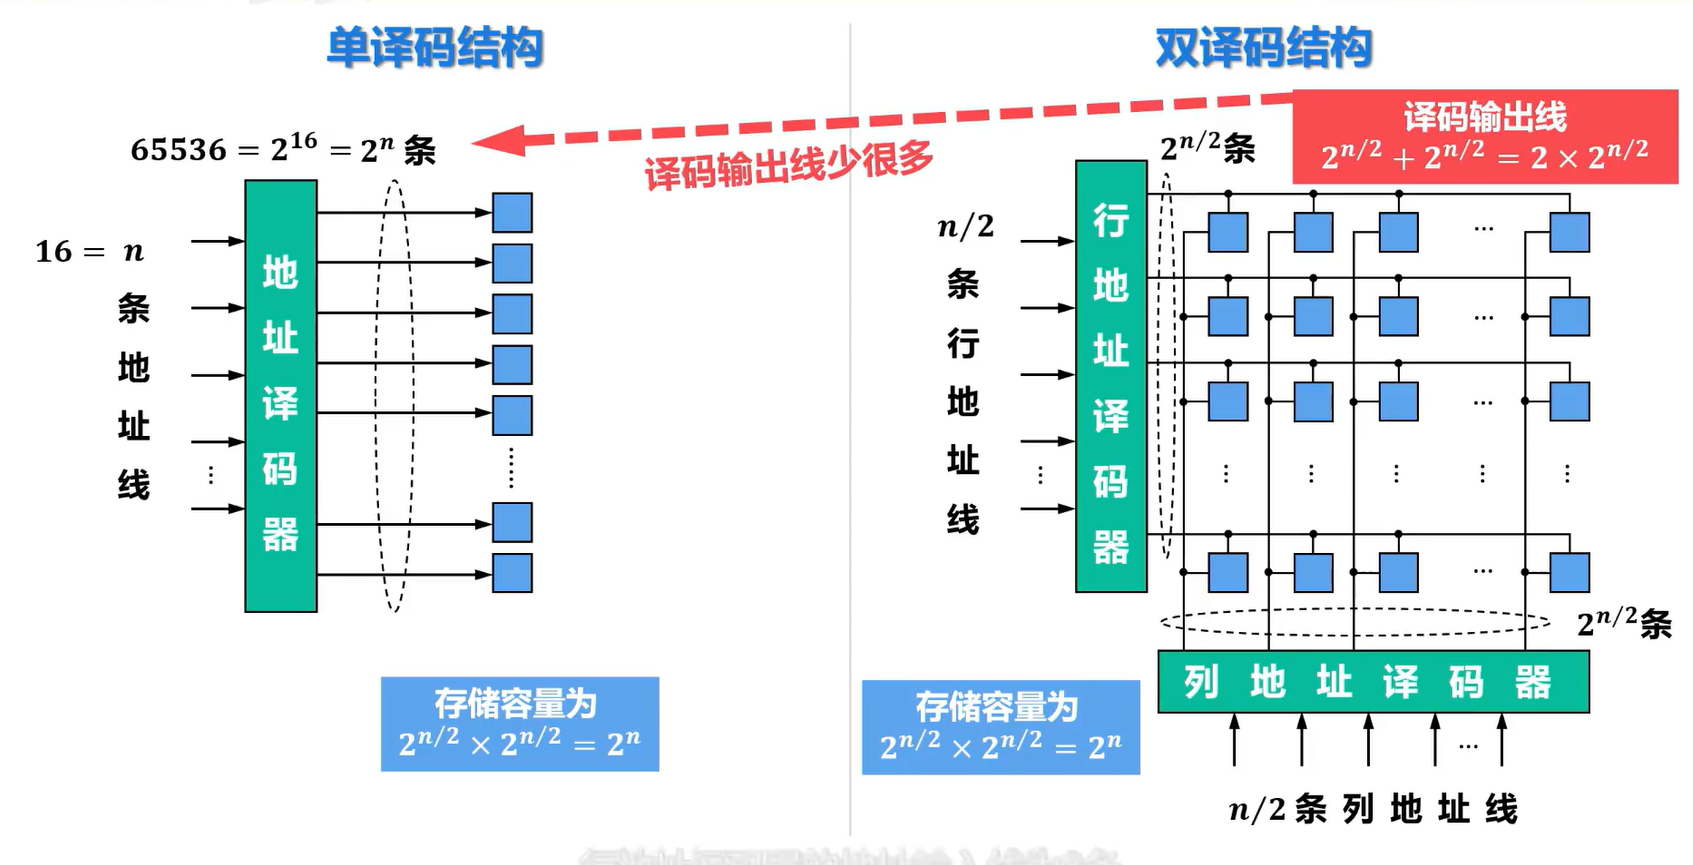 单译码结构
65536 = 2^16 = 2^n 条
16 = n
条
地
址
线
地
址
译
码
器
存储容量为
2^{n/2} × 2^{n/2} = 2^n
译码输出线少很多
双译码结构
译码输出线
2^{n/2} + 2^{n/2} = 2 × 2^{n/2}
2^{n/2}条
n/2
条
行
地
址
线
行
地
址
译
码
器
...
...
...
...
2^{n/2}条
列地址译码器
...
n/2 条列地址线
存储容量为
2^{n/2} × 2^{n/2} = 2^n